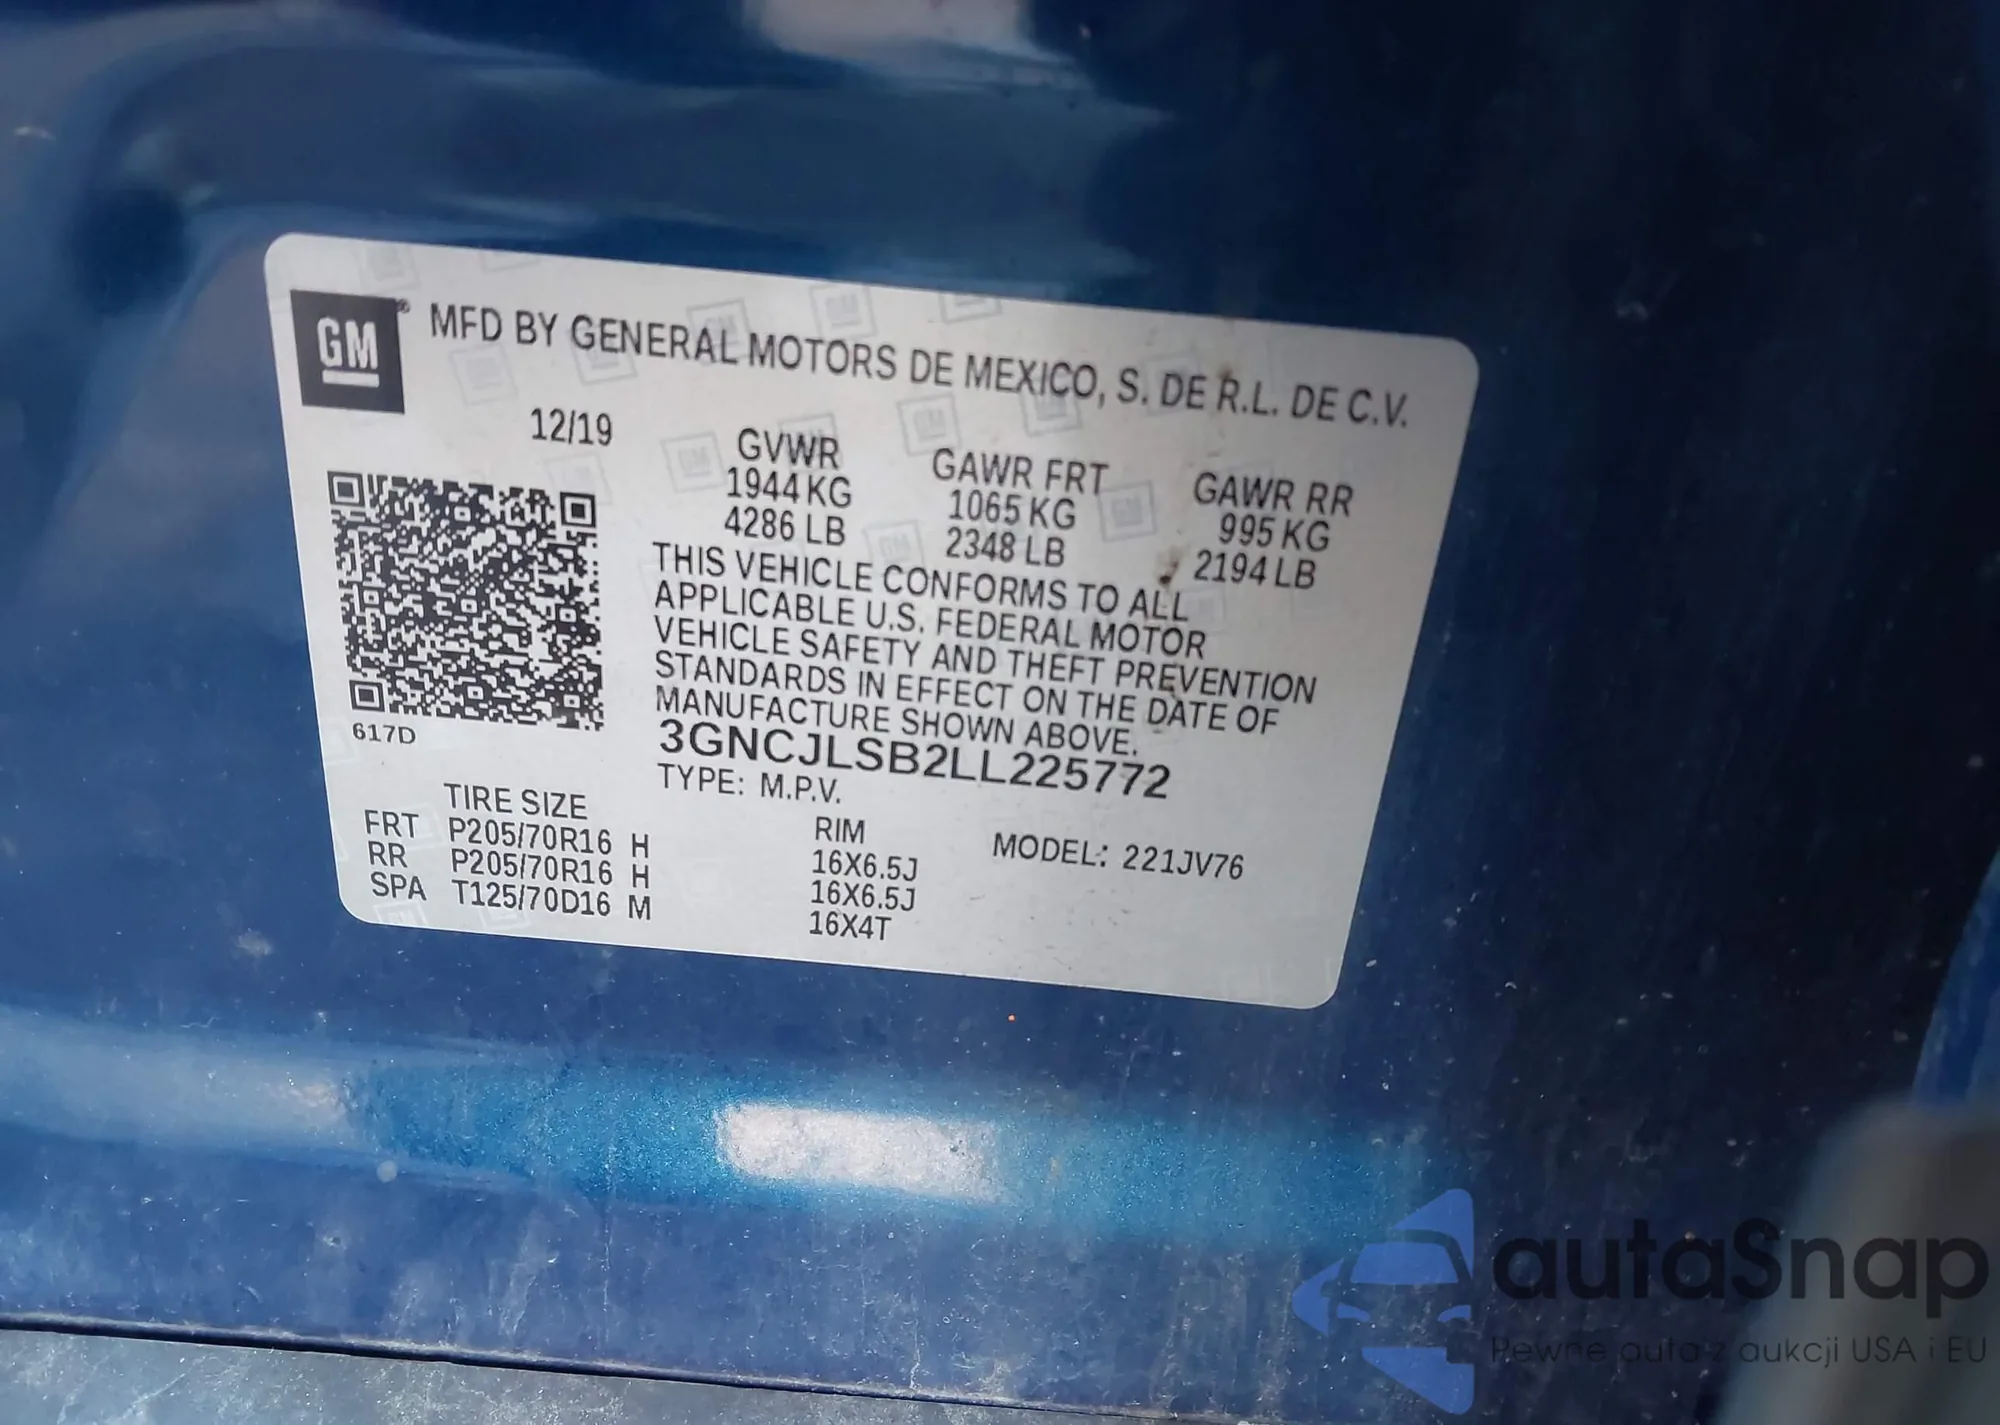 GM®
MFD BY GENERAL MOTORS DE MEXICO, S. DE R.L. DE C.V.
12/19
GVWR GAWR FRT GAWR RR
1944 KG 1065 KG 995 KG
4286 LB 2348 LB 2194 LB
THIS VEHICLE CONFORMS TO ALL
APPLICABLE U.S. FEDERAL MOTOR
VEHICLE SAFETY AND THEFT PREVENTION
STANDARDS IN EFFECT ON THE DATE OF
MANUFACTURE SHOWN ABOVE.
3GNCJLSB2LL225772
TYPE: M.P.V.
617D
TIRE SIZE RIM MODEL: 221JV76
FRT P205/70R16 H 16X6.5J
RR P205/70R16 H 16X6.5J
SPA T125/70D16 M 16X4T
autaSnap
Pewne auta z aukcji USA i EU